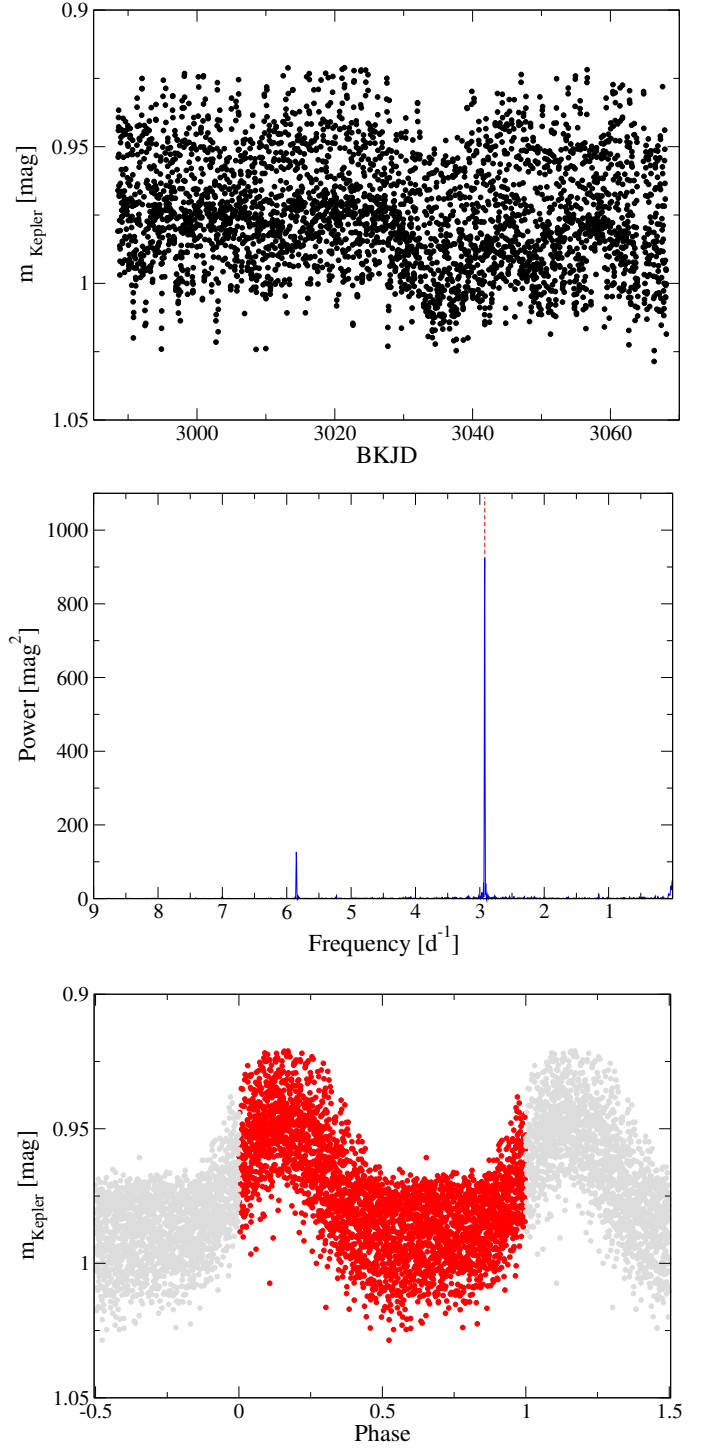 0.9
0.95
1
1.05
m Kepler [mag]
3000 3020 3040 3060
BKJD
1000
800
600
400
200
0
Power [mag2]
9 8 7 6 5 4 3 2 1
Frequency [d-1]
0.9
0.95
1
1.05
mKepler [mag]
-0.5 0 0.5 1 1.5
Phase